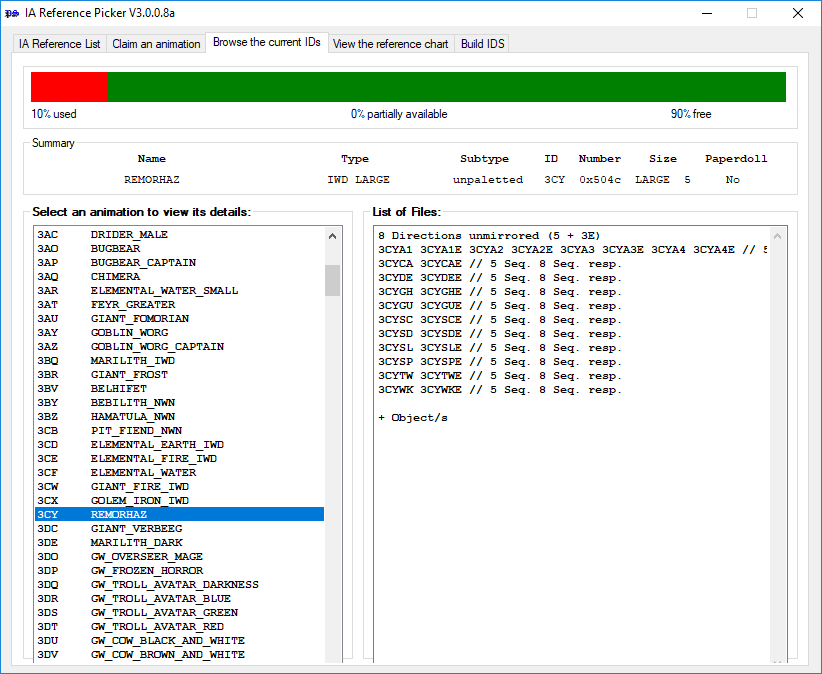 IA Reference Picker V3.0.0.8a
IA Reference List Claim an animation Browse the current IDs View the reference chart Build IDS
10% used 0% partially available 90% free
Summary
Name Type Subtype ID Number Size Paperdoll
REMORHAZ IWD LARGE unpaletted 3CY 0x504c LARGE 5 No
Select an animation to view its details:
3AC DRIDER_MALE
3AO BUGBEAR
3AP BUGBEAR_CAPTAIN
3AQ CHIMERA
3AR ELEMENTAL_WATER_SMALL
3AT FEYR_GREATER
3AU GIANT_FOMORIAN
3AY GOBLIN_WORG
3AZ GOBLIN_WORG_CAPTAIN
3BQ MARILITH_IWD
3BR GIANT_FROST
3BV BELHIFET
3BY BEBILITH_NWN
3BZ HAMATULA_NWN
3CB PIT_FIEND_NWN
3CD ELEMENTAL_EARTH_IWD
3CE ELEMENTAL_FIRE_IWD
3CF ELEMENTAL_WATER
3CW GIANT_FIRE_IWD
3CX GOLEM_IRON_IWD
3CY REMORHAZ
3DC GIANT_VERBEEG
3DE MARILITH_DARK
3DO GW_OVERSEER_MAGE
3DP GW_FROZEN_HORROR
3DQ GW_TROLL_AVATAR_DARKNESS
3DR GW_TROLL_AVATAR_BLUE
3DS GW_TROLL_AVATAR_GREEN
3DT GW_TROLL_AVATAR_RED
3DU GW_COW_BLACK_AND_WHITE
3DV GW_COW_BROWN_AND_WHITE
List of Files:
8 Directions unmirrored (5 + 3E)
3CYA1 3CYA1E 3CYA2 3CYA2E 3CYA3 3CYA3E 3CYA4 3CYA4E // 5
3CYCA 3CYCAE // 5 Seq. 8 Seq. resp.
3CYDE 3CYDEE // 5 Seq. 8 Seq. resp.
3CYGH 3CYGHE // 5 Seq. 8 Seq. resp.
3CYGU 3CYGUE // 5 Seq. 8 Seq. resp.
3CYSC 3CYSCE // 5 Seq. 8 Seq. resp.
3CYSD 3CYSDE // 5 Seq. 8 Seq. resp.
3CYSL 3CYSLE // 5 Seq. 8 Seq. resp.
3CYSP 3CYSPE // 5 Seq. 8 Seq. resp.
3CYTW 3CYTWE // 5 Seq. 8 Seq. resp.
3CYWK 3CYWKE // 5 Seq. 8 Seq. resp.
+ Object/s